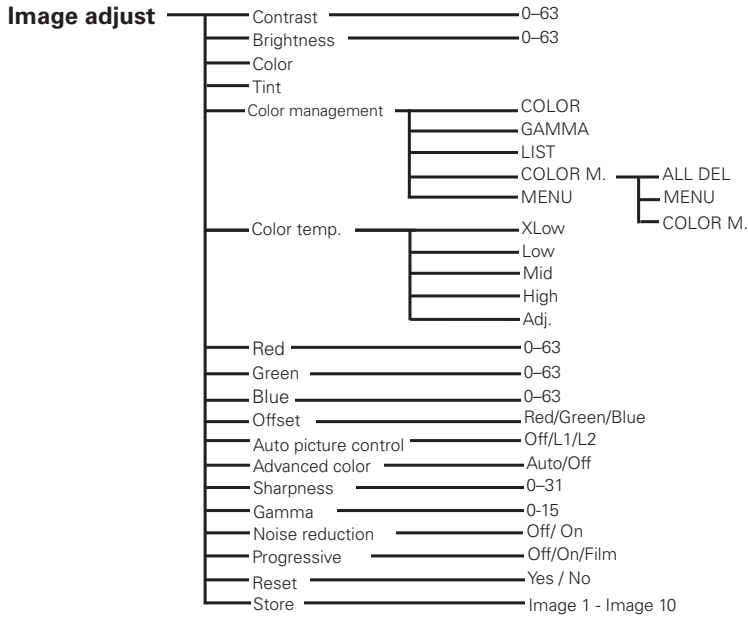 Image adjust
Contrast 0–63
Brightness 0–63
Color
Tint
Color management COLOR
GAMMA
LIST
COLOR M. ALL DEL
MENU MENU
COLOR M.
Color temp. XLow
Low
Mid
High
Adj.
Red 0–63
Green 0–63
Blue 0–63
Offset Red/Green/Blue
Auto picture control Off/L1/L2
Advanced color Auto/Off
Sharpness 0–31
Gamma 0-15
Noise reduction Off/ On
Progressive Off/On/Film
Reset Yes / No
Store Image 1 - Image 10